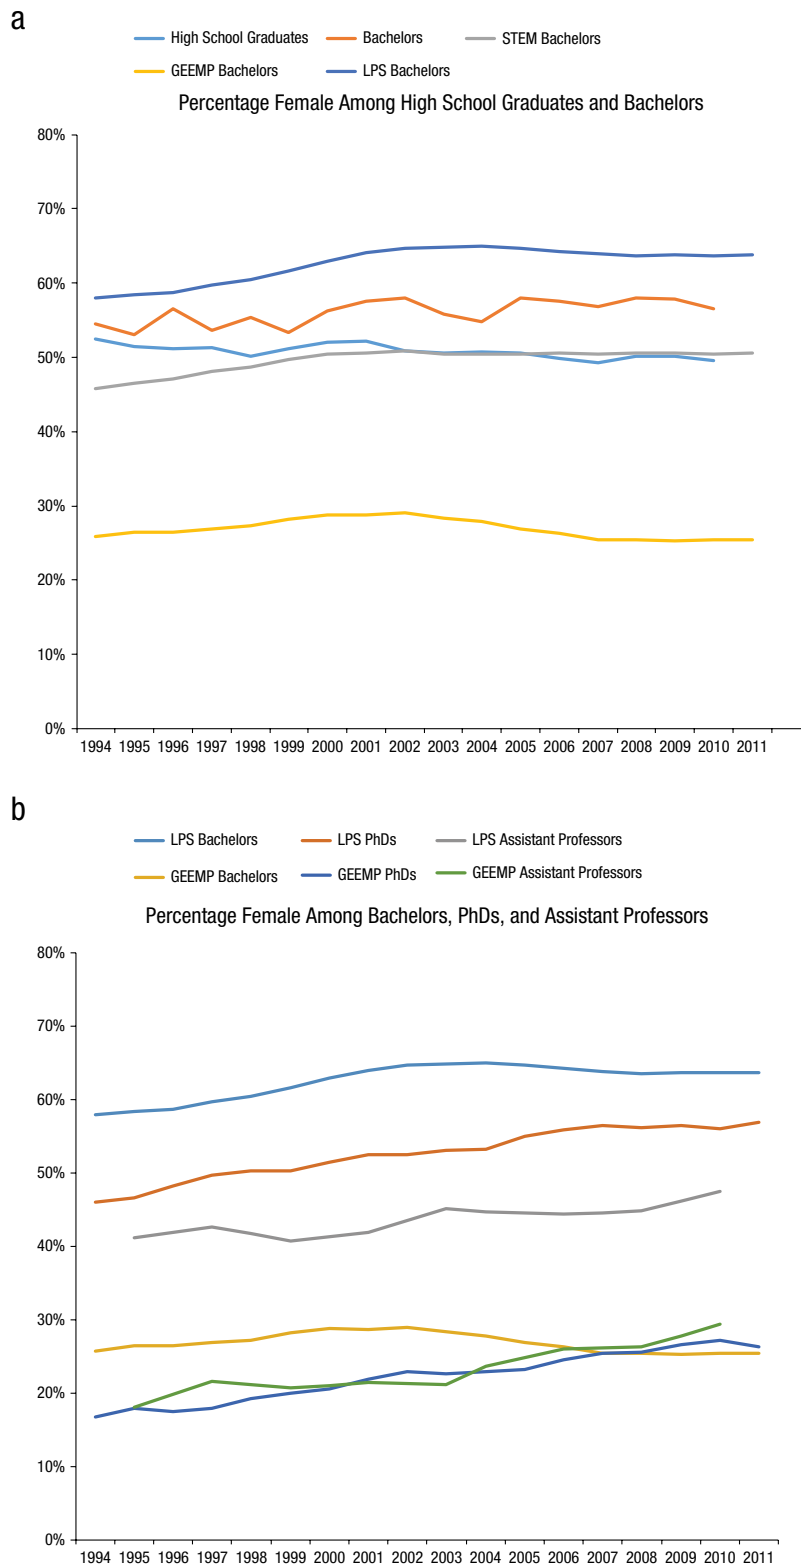 a
High School Graduates Bachelors STEM Bachelors
GEEMP Bachelors LPS Bachelors
Percentage Female Among High School Graduates and Bachelors
80%
70%
60%
50%
40%
30%
20%
10%
0%
1994 1995 1996 1997 1998 1999 2000 2001 2002 2003 2004 2005 2006 2007 2008 2009 2010 2011
b
LPS Bachelors LPS PhDs LPS Assistant Professors
GEEMP Bachelors GEEMP PhDs GEEMP Assistant Professors
Percentage Female Among Bachelors, PhDs, and Assistant Professors
80%
70%
60%
50%
40%
30%
20%
10%
0%
1994 1995 1996 1997 1998 1999 2000 2001 2002 2003 2004 2005 2006 2007 2008 2009 2010 2011